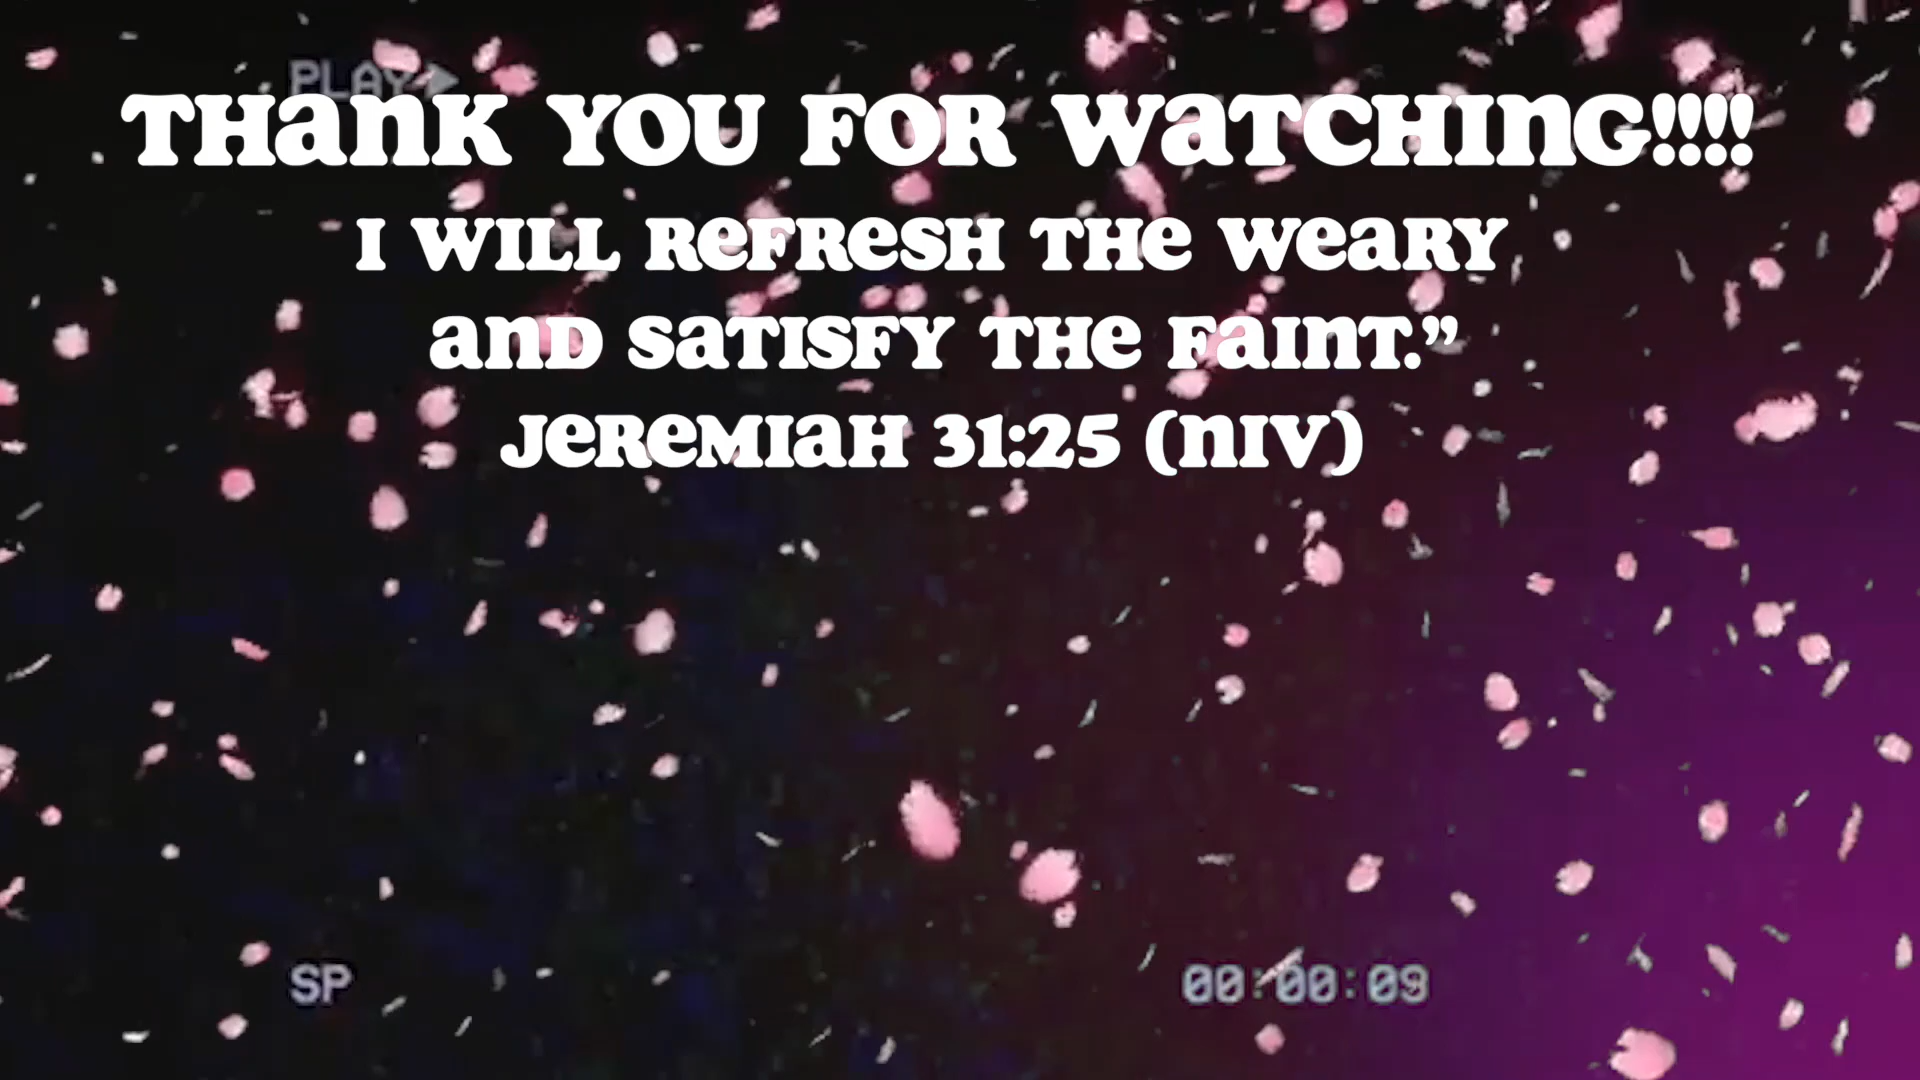 PLAY
THANK YOU FOR WATCHING!!!!
I WILL REFRESH THE WEARY
AND SATISFY THE FAINT.”
JEREMIAH 31:25 (NIV)
SP
00:00:09